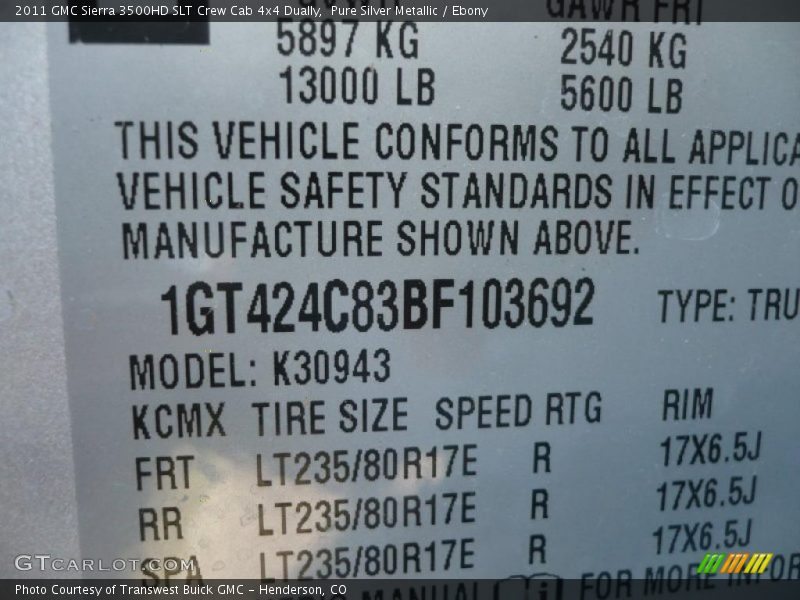 2011 GMC Sierra 3500HD SLT Crew Cab 4x4 Dually, Pure Silver Metallic / Ebony
GAWR FRT
5897 KG 2540 KG
13000 LB 5600 LB
THIS VEHICLE CONFORMS TO ALL APPLICA
VEHICLE SAFETY STANDARDS IN EFFECT O
MANUFACTURE SHOWN ABOVE.
1GT424C83BF103692 TYPE: TRU
MODEL: K30943
KCMX TIRE SIZE SPEED RTG RIM
FRT LT235/80R17E R 17X6.5J
RR LT235/80R17E R 17X6.5J
SPA LT235/80R17E R 17X6.5J
MANUAL FOR MORE INFOR
GTCARLOT.COM
Photo Courtesy of Transwest Buick GMC - Henderson, CO